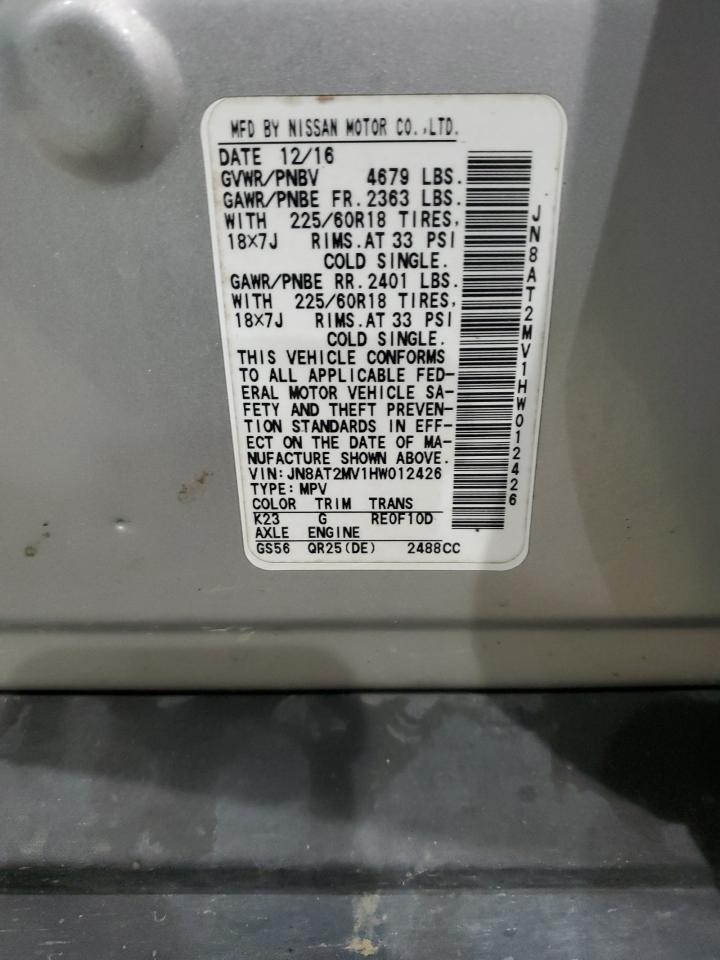 MFD BY NISSAN MOTOR CO.,LTD.
DATE 12/16
GVWR/PNBV 4679 LBS.
GAWR/PNBE FR. 2363 LBS.
WITH 225/60R18 TIRES,
18×7J RIMS. AT 33 PSI
COLD SINGLE.
GAWR/PNBE RR. 2401 LBS.
WITH 225/60R18 TIRES,
18×7J RIMS. AT 33 PSI
COLD SINGLE.
THIS VEHICLE CONFORMS
TO ALL APPLICABLE FED-
ERAL MOTOR VEHICLE SA-
FETY AND THEFT PREVEN-
TION STANDARDS IN EFF-
ECT ON THE DATE OF MA-
NUFACTURE SHOWN ABOVE.
VIN: JN8AT2MV1HW012426
TYPE: MPV
COLOR TRIM TRANS
K23 G RE0F10D
AXLE ENGINE
GS56 QR25(DE) 2488CC
JN8AT2MV1HW012426